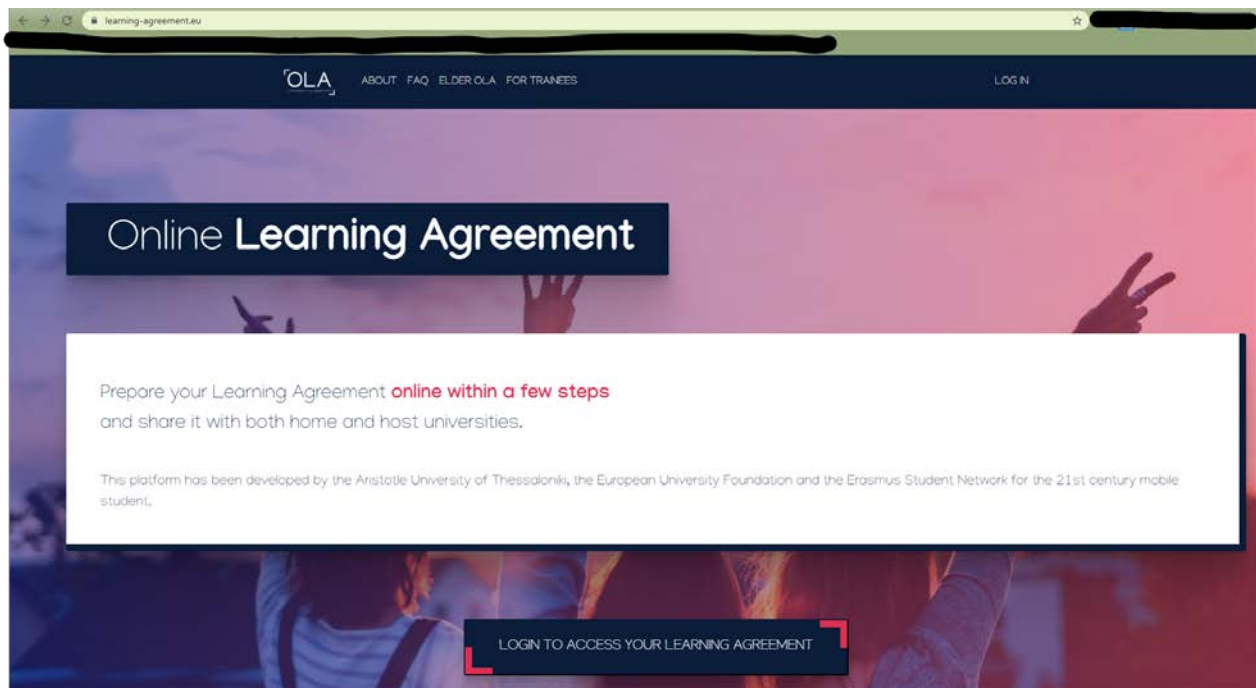 learning-agreement.eu
OLA
ABOUT FAQ ELDER OLA FOR TRAINEES
LOG IN
Online Learning Agreement
Prepare your Learning Agreement online within a few steps
and share it with both home and host universities.
This platform has been developed by the Aristotle University of Thessaloniki, the European University Foundation and the Erasmus Student Network for the 21st century mobile
student.
LOGIN TO ACCESS YOUR LEARNING AGREEMENT